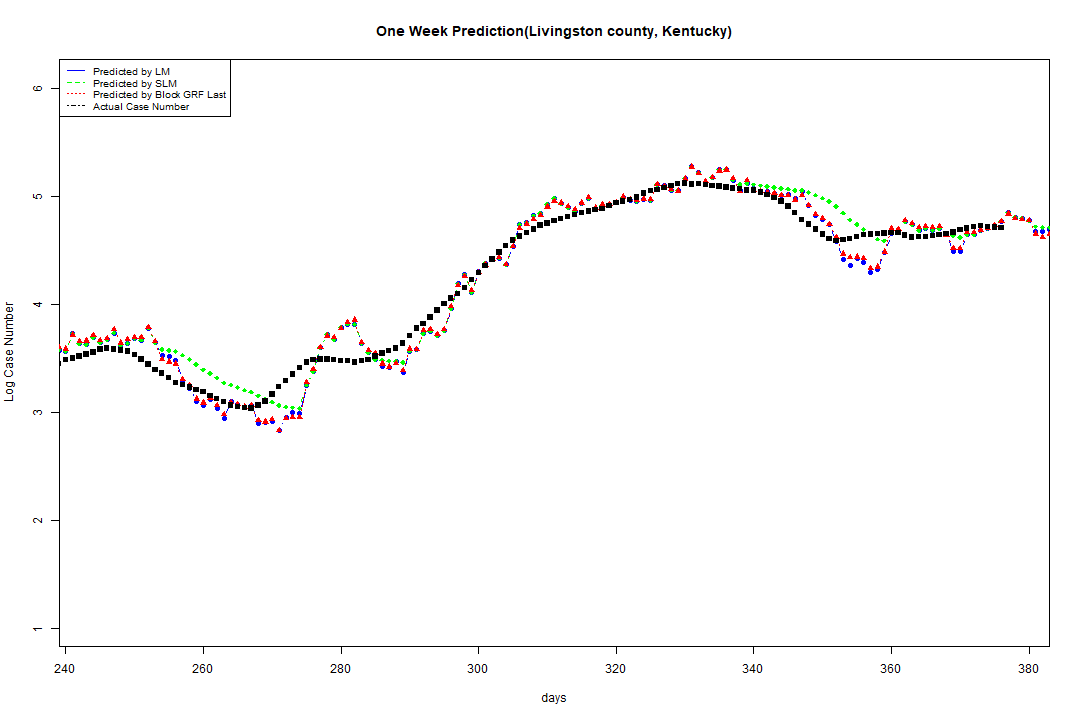 One Week Prediction(Livingston county, Kentucky)
Predicted by LM
Predicted by SLM
Predicted by Block GRF Last
Actual Case Number
6
5
4
3
2
1
Log Case Number
240 260 280 300 320 340 360 380
days